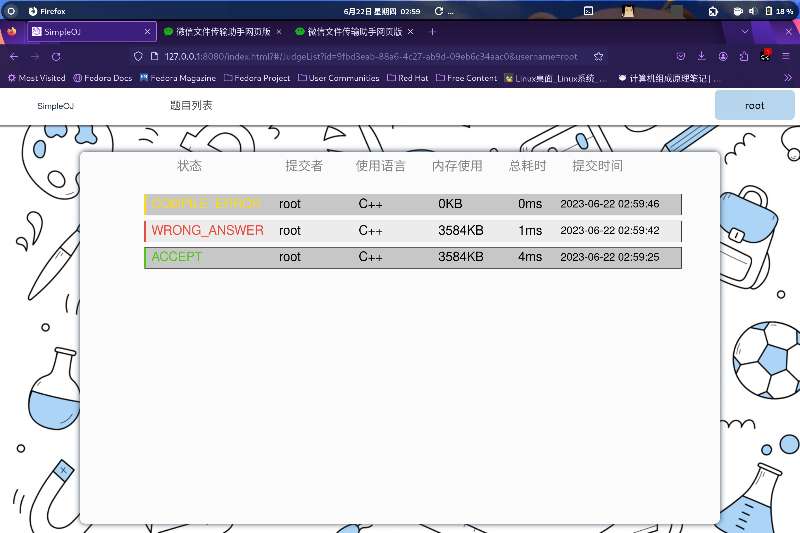 Firefox
6月22日 星期四 02:59
...
18 %
SimpleOJ
微信文件传输助手网页版
微信文件传输助手网页版
127.0.0.1:8080/index.html?#/JudgeList?id=9fbd3eab-88a6-4c27-ab9d-09eb6c34aac0&username=root
Most Visited
Fedora Docs
Fedora Magazine
Fedora Project
User Communities
Red Hat
Free Content
Linux桌面_Linux系统_...
计算机组成原理笔记 | ...
SimpleOJ 题目列表 root
状态 提交者 使用语言 内存使用 总耗时 提交时间
COMPILE_ERROR root C++ 0KB 0ms 2023-06-22 02:59:46
WRONG_ANSWER root C++ 3584KB 1ms 2023-06-22 02:59:42
ACCEPT root C++ 3584KB 4ms 2023-06-22 02:59:25